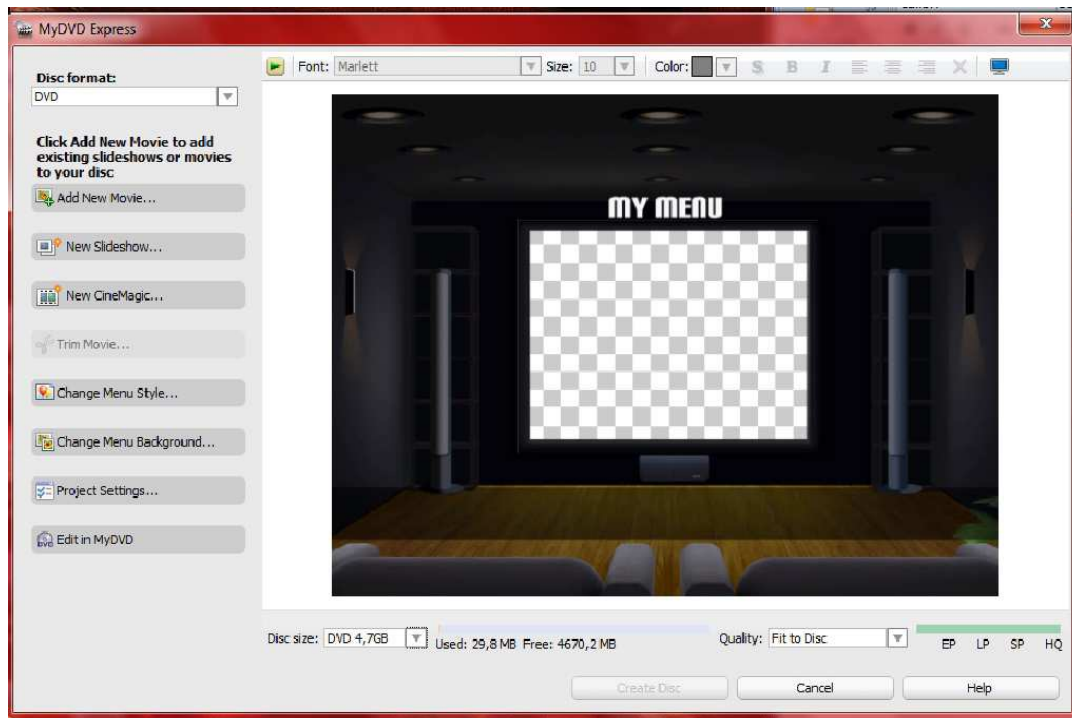 MyDVD Express
Disc format:
DVD
Click Add New Movie to add
existing slideshows or movies
to your disc
Add New Movie...
New Slideshow...
New CineMagic...
Trim Movie...
Change Menu Style...
Change Menu Background...
Project Settings...
Edit in MyDVD
Font: Marlett Size: 10 Color: S B I
MY MENU
Disc size: DVD 4,7GB Used: 29,8 MB Free: 4670,2 MB Quality: Fit to Disc EP LP SP HQ
Create Disc Cancel Help